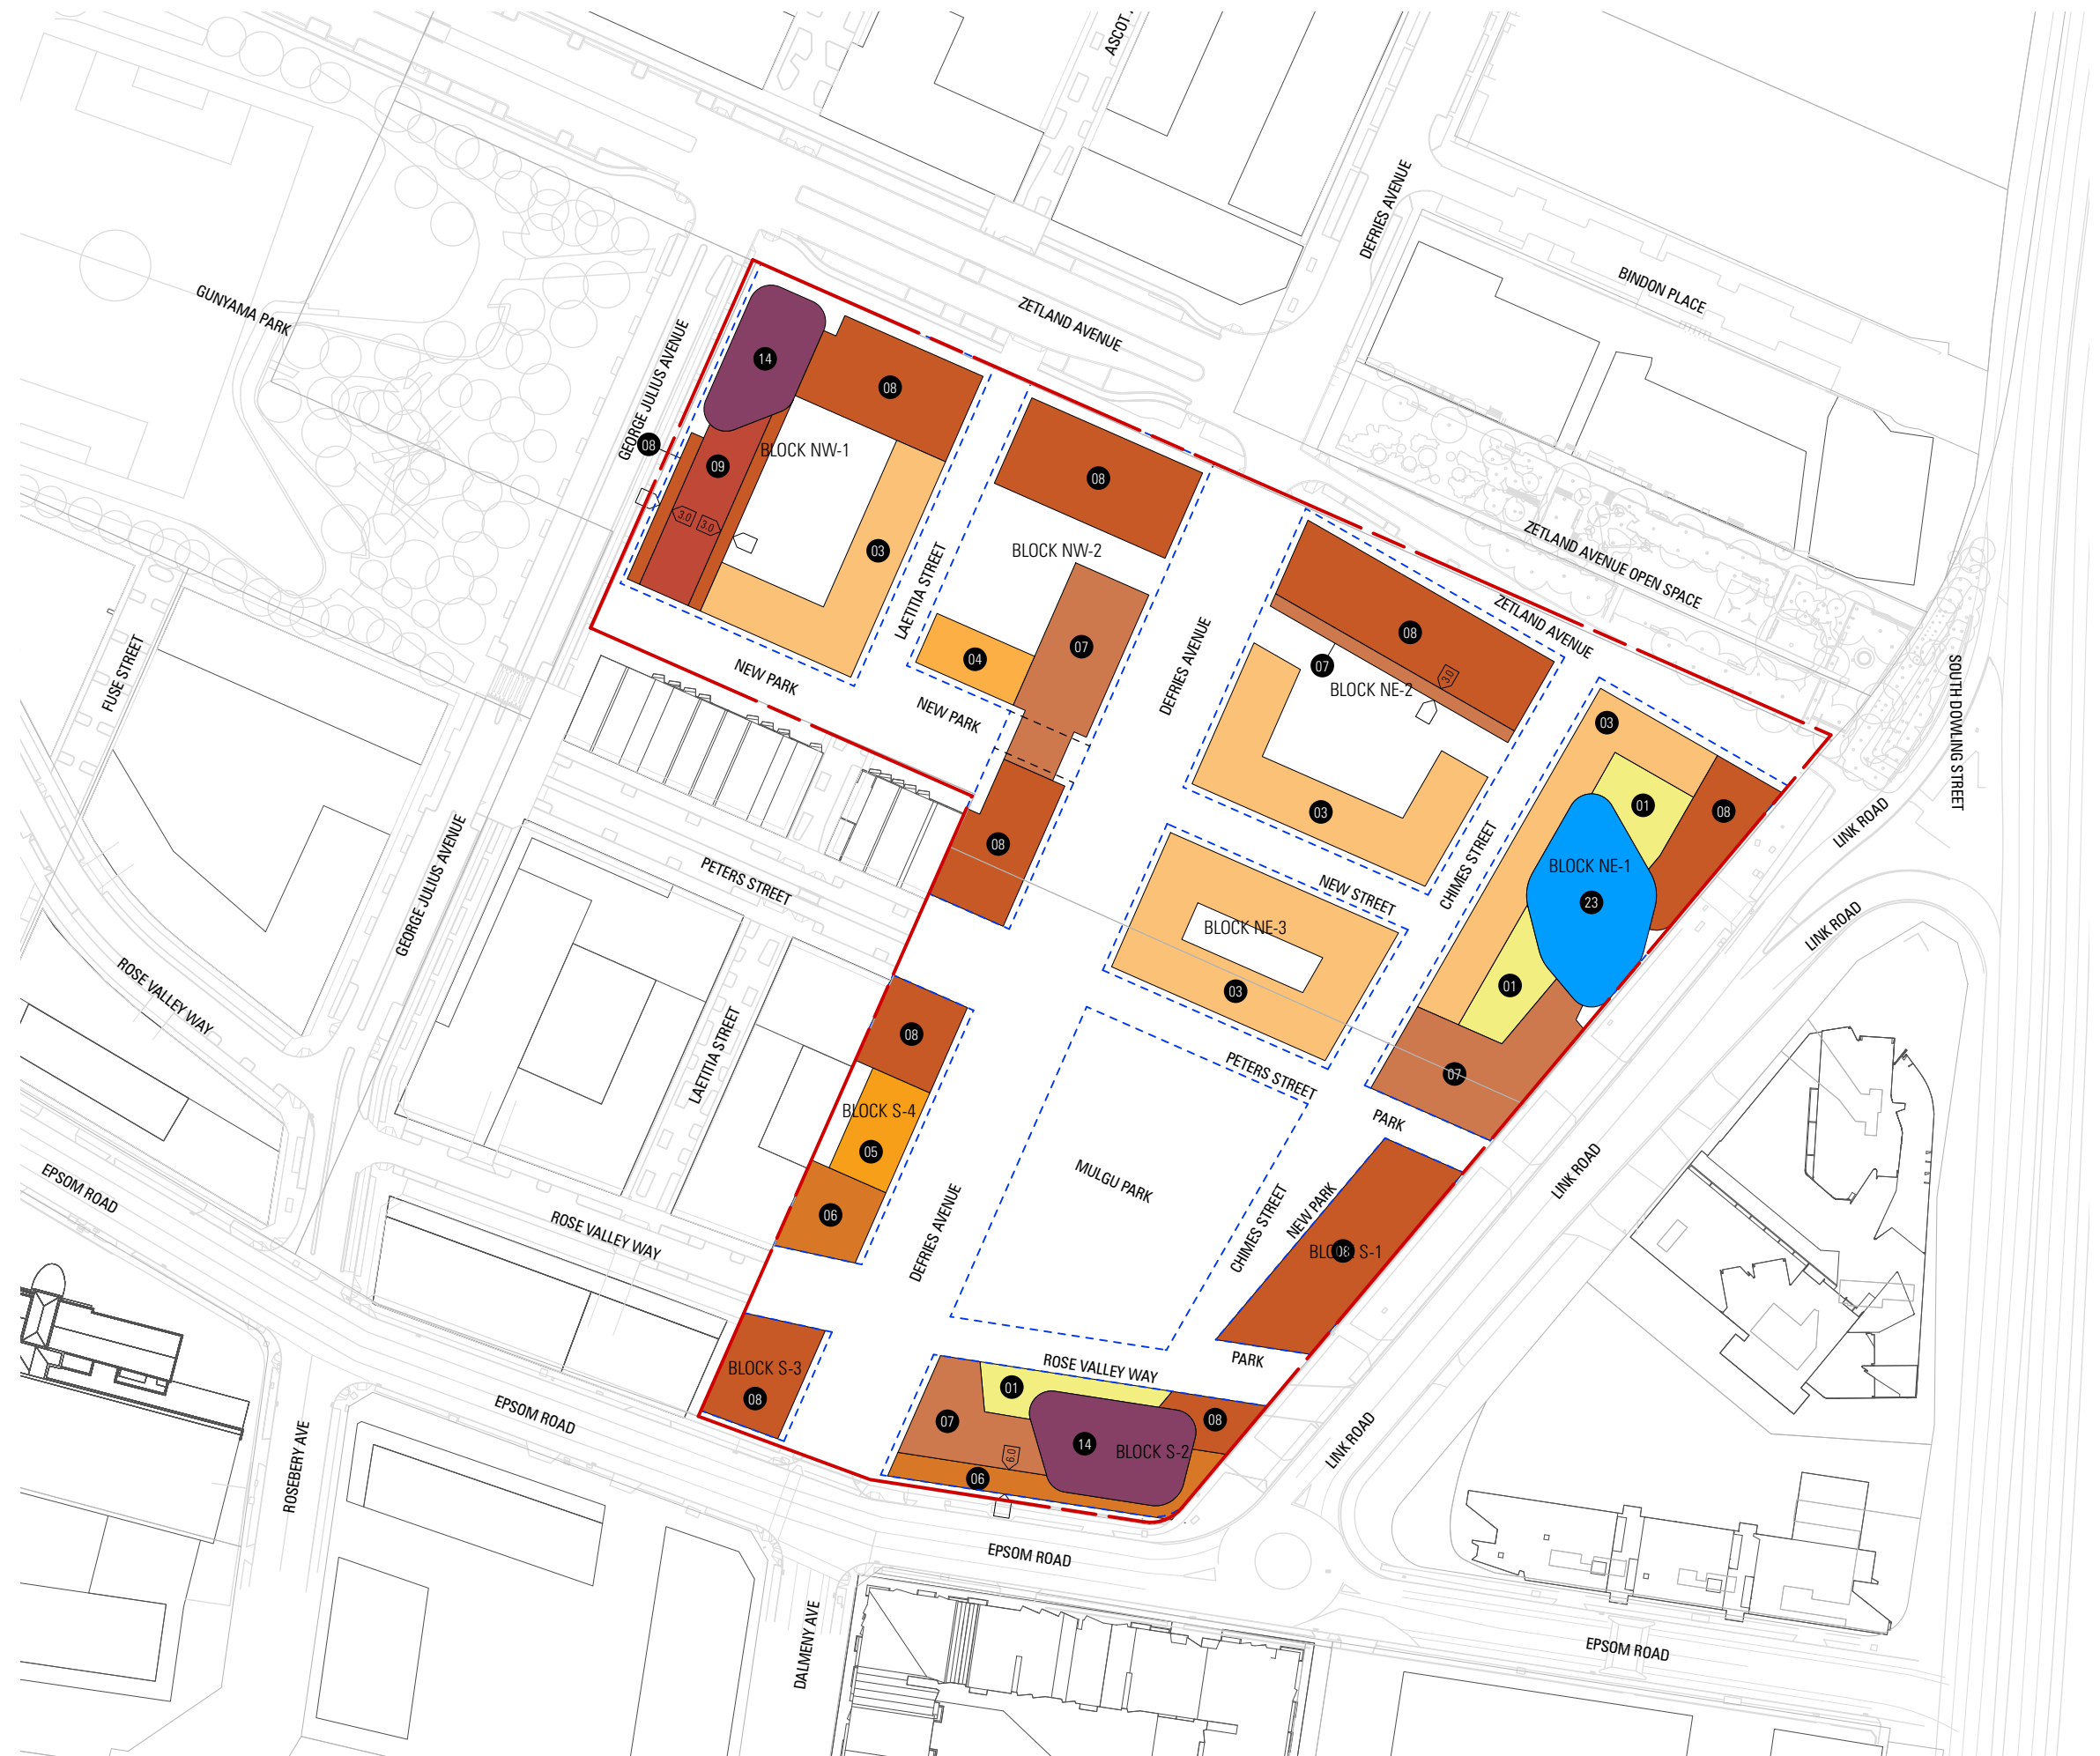 ASCOT
DEFRIES AVENUE
BINDON PLACE
GUNYAMA PARK
ZETLAND AVENUE
GEORGE JULIUS AVENUE
14
08
08
09
BLOCK NW-1
3.0
3.0
03
08
BLOCK NW-2
LAETITIA STREET
07
04
NEW PARK
NEW PARK
FUSE STREET
ZETLAND AVENUE OPEN SPACE
ZETLAND AVENUE
08
07
3.0
BLOCK NE-2
DEFRIES AVENUE
03
SOUTH DOWLING STREET
LINK ROAD
03
01
08
BLOCK NE-1
23
01
07
CHIMES STREET
NEW STREET
BLOCK NE-3
03
08
PETERS STREET
GEORGE JULIUS AVENUE
ROSE VALLEY WAY
LAETITIA STREET
LINK ROAD
08
BLOCK S-4
05
06
PETERS STREET
PARK
MULGU PARK
CHIMES STREET
NEW PARK
BLOCK S-1
08
LINK ROAD
EPSOM ROAD
ROSE VALLEY WAY
DEFRIES AVENUE
BLOCK S-3
08
ROSE VALLEY WAY
PARK
01
07
6.0
14
BLOCK S-2
08
06
LINK ROAD
EPSOM ROAD
ROSEBERY AVE
EPSOM ROAD
DALMENY AVE
EPSOM ROAD